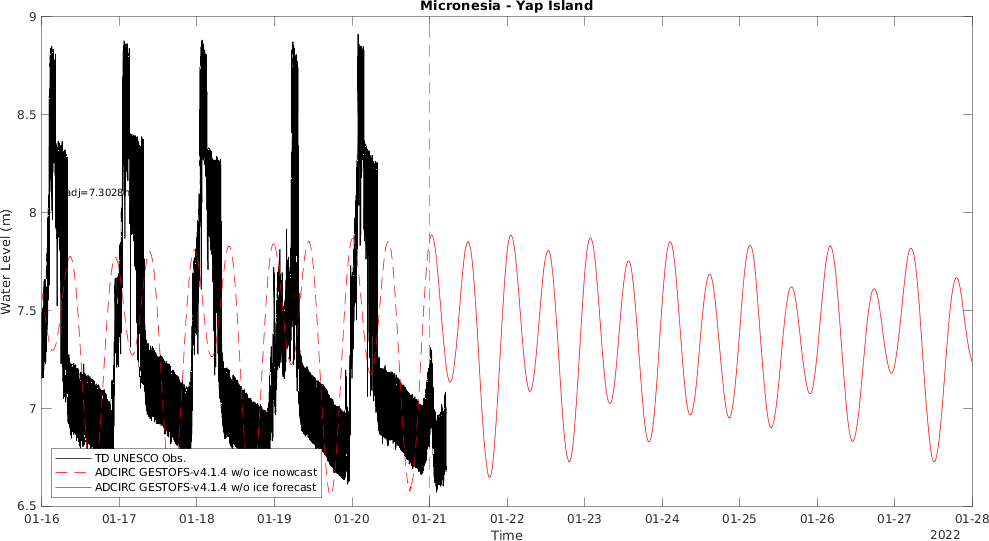 Micronesia - Yap Island
9
8.5
8
7.5
7
6.5
Water Level (m)
adj=7.3028
TD UNESCO Obs.
ADCIRC GESTOFS-v4.1.4 w/o ice nowcast
ADCIRC GESTOFS-v4.1.4 w/o ice forecast
01-16 01-17 01-18 01-19 01-20 01-21 01-22 01-23 01-24 01-25 01-26 01-27 01-28
Time
2022